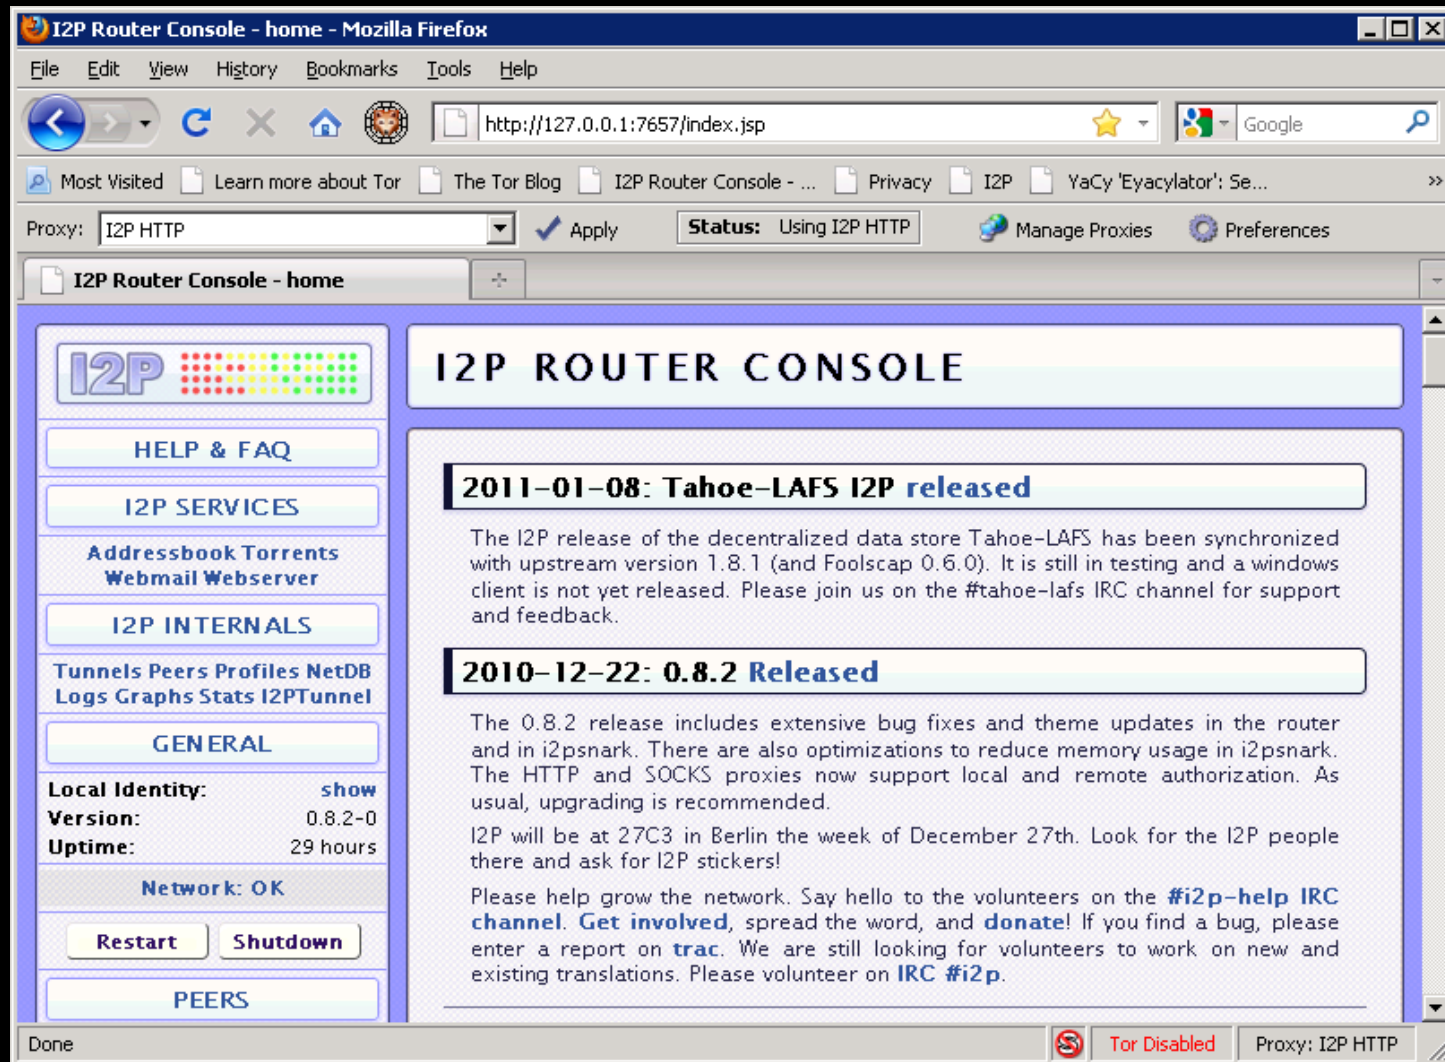 I2P Router Console - home - Mozilla Firefox
File Edit View History Bookmarks Tools Help
http://127.0.0.1:7657/index.jsp
Google
Most Visited Learn more about Tor The Tor Blog I2P Router Console - ... Privacy I2P YaCy 'Eyacylator': Se... »
Proxy: I2P HTTP Apply Status: Using I2P HTTP Manage Proxies Preferences
I2P Router Console - home
I2P
HELP & FAQ
I2P SERVICES
Addressbook Torrents
Webmail Webserver
I2P INTERNALS
Tunnels Peers Profiles NetDB
Logs Graphs Stats I2PTunnel
GENERAL
Local Identity: show
Version: 0.8.2-0
Uptime: 29 hours
Network: OK
Restart Shutdown
PEERS
I2P ROUTER CONSOLE
2011-01-08: Tahoe-LAFS I2P released
The I2P release of the decentralized data store Tahoe-LAFS has been synchronized
with upstream version 1.8.1 (and Foolscap 0.6.0). It is still in testing and a windows
client is not yet released. Please join us on the #tahoe-lafs IRC channel for support
and feedback.
2010-12-22: 0.8.2 Released
The 0.8.2 release includes extensive bug fixes and theme updates in the router
and in i2psnark. There are also optimizations to reduce memory usage in i2psnark.
The HTTP and SOCKS proxies now support local and remote authorization. As
usual, upgrading is recommended.
I2P will be at 27C3 in Berlin the week of December 27th. Look for the I2P people
there and ask for I2P stickers!
Please help grow the network. Say hello to the volunteers on the #i2p-help IRC
channel. Get involved, spread the word, and donate! If you find a bug, please
enter a report on trac. We are still looking for volunteers to work on new and
existing translations. Please volunteer on IRC #i2p.
Done Tor Disabled Proxy: I2P HTTP